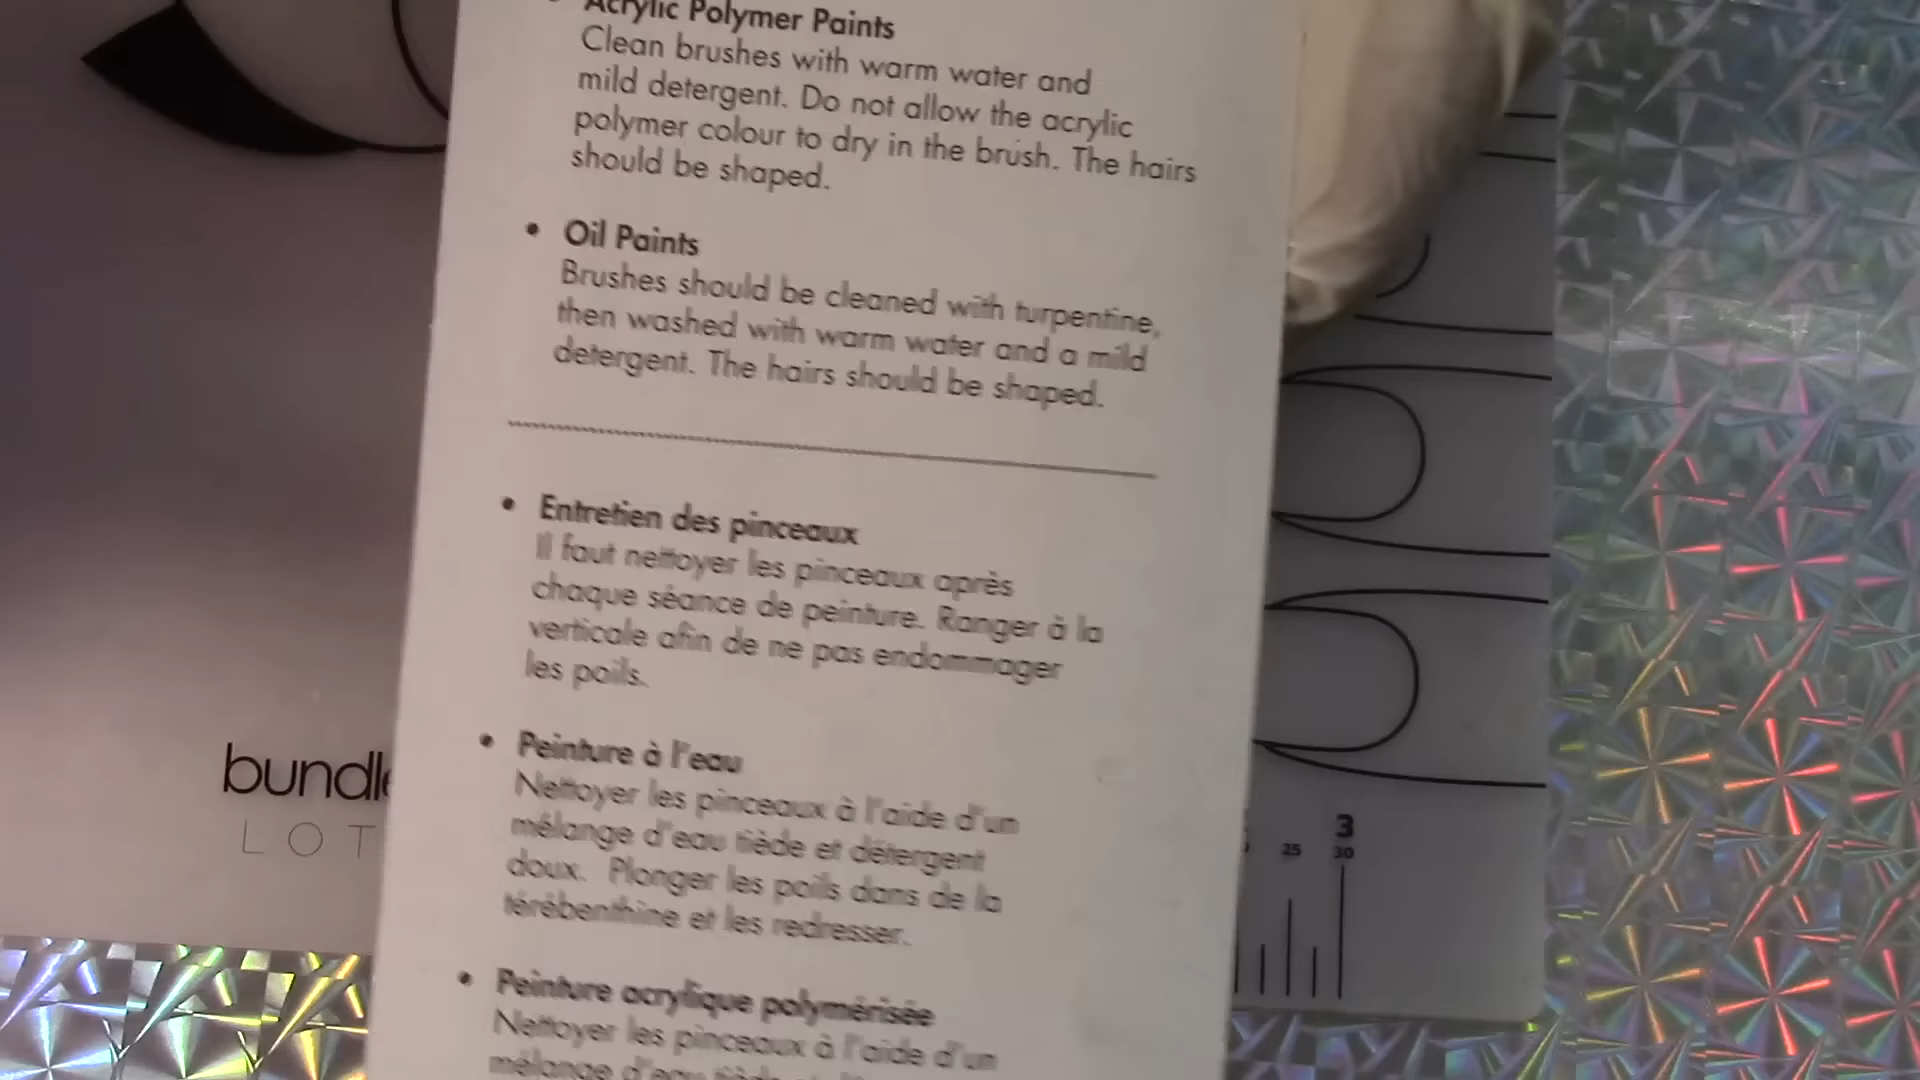 Acrylic Polymer Paints
Clean brushes with warm water and
mild detergent. Do not allow the acrylic
polymer colour to dry in the brush. The hairs
should be shaped.
• Oil Paints
Brushes should be cleaned with turpentine,
then washed with warm water and a mild
detergent. The hairs should be shaped.
• Entretien des pinceaux
Il faut nettoyer les pinceaux après
chaque séance de peinture. Ranger à la
verticale afin de ne pas endommager
les poils.
• Peinture à l'eau
Nettoyer les pinceaux à l'aide d'un
mélange d'eau tiède et détergent
doux. Plonger les poils dans de la
térébenthine et les redresser.
• Peinture acrylique polymérisée
Nettoyer les pinceaux à l'aide d'un
mélange d'eau tiède
bundle
LOT
3
25 30